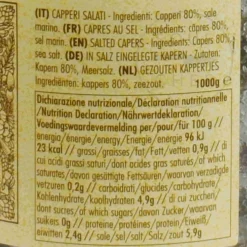 (IT) CAPPERI SALATI - Ingredienti: Capperi 80%, sale
marino. (FR) CÂPRES AU SEL - Ingrédients: câpres 80%,
sel marin. (EN) SALTED CAPERS - Ingredients: Capers 80%,
sea salt. (D) IN SALZ EINGELEGTE KAPERN - Zutaten:
Kapern 80%, Meersalz. (NL) GEZOUTEN KAPPERTJES
Ingrediënten: kappers 80%, zeezout. 1000g e
Dichiarazione nutrizionale/Déclaration nutritionnelle
/Nutrition Declaration/Nährwertdeklaration/
Voedingswaardevermelding per/pour/für 100 g //
energia/énergie/energy/Energie/energie 96 kJ
23 kcal // grassi/graisses/fat/Fett/vetten 0,9g // di
cui acidi grassi saturi/dont acides gras saturés/of which
saturates/davon gesättigte Fettsäuren/waarvan verzadigde
vetzuren 0,2g // carboidrati/glucides/carbohydrate/
Kohlenhydrate/koolhydraten 4,9g // di cui zuccheri/
dont sucres/of which sugars/davon Zucker/waarvan
suikers 0g // proteine/protéines/protein/Eiweiß/
eiwitten 2,4g // sale/sel/salt/Salz/zout 5,9g